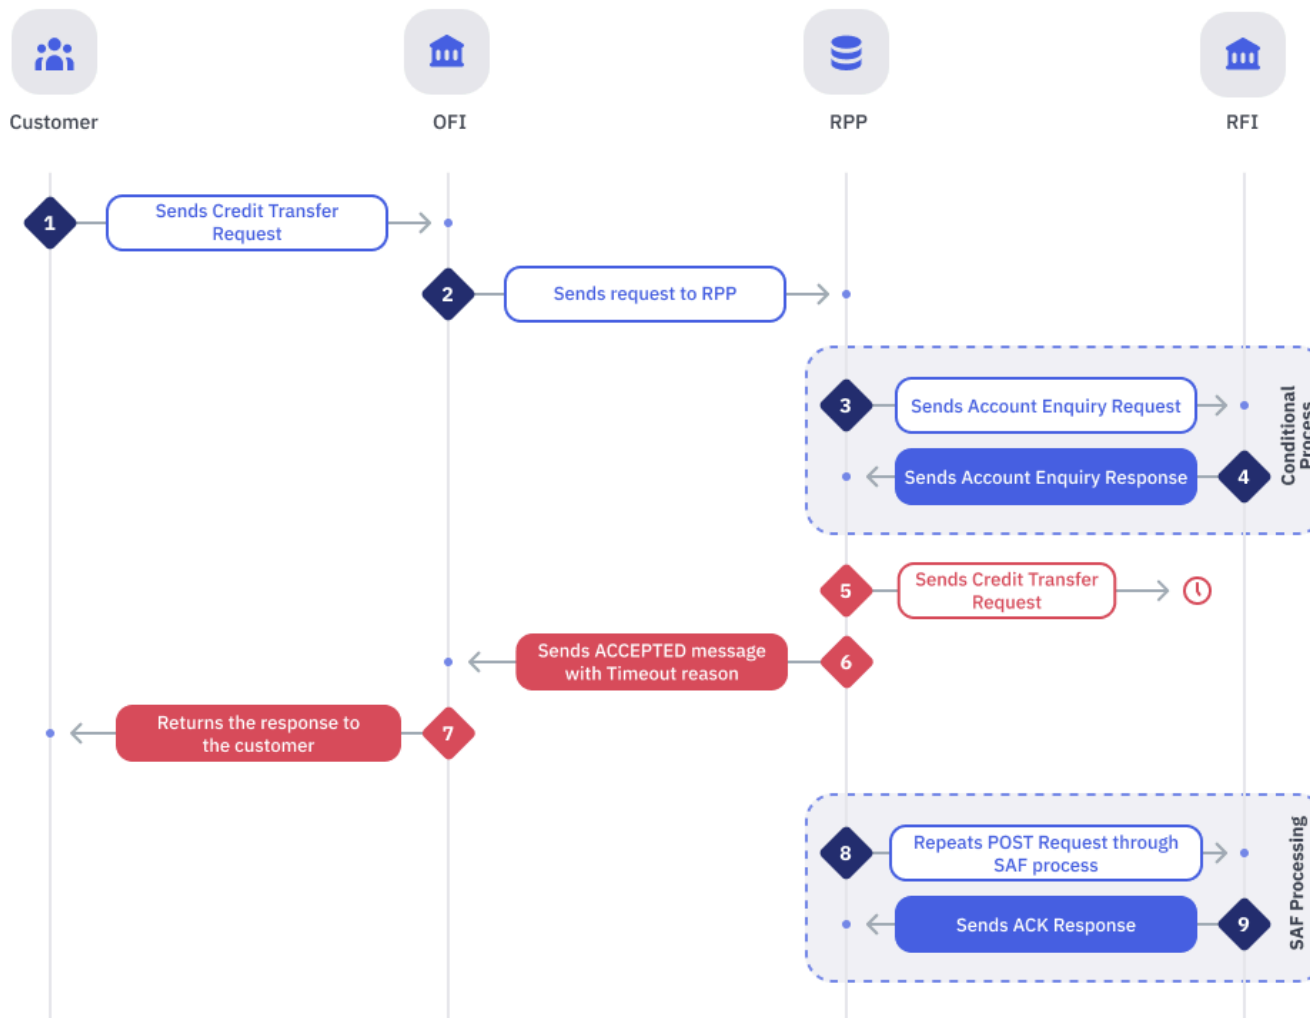 Customer
OFI
RPP
RFI
1
Sends Credit Transfer
Request
2
Sends request to RPP
3
Sends Account Enquiry Request
Sends Account Enquiry Response
4
Conditional
Process
5
Sends Credit Transfer
Request
Sends ACCEPTED message
with Timeout reason
6
Returns the response to
the customer
7
8
Repeats POST Request through
SAF process
Sends ACK Response
9
SAF Processing